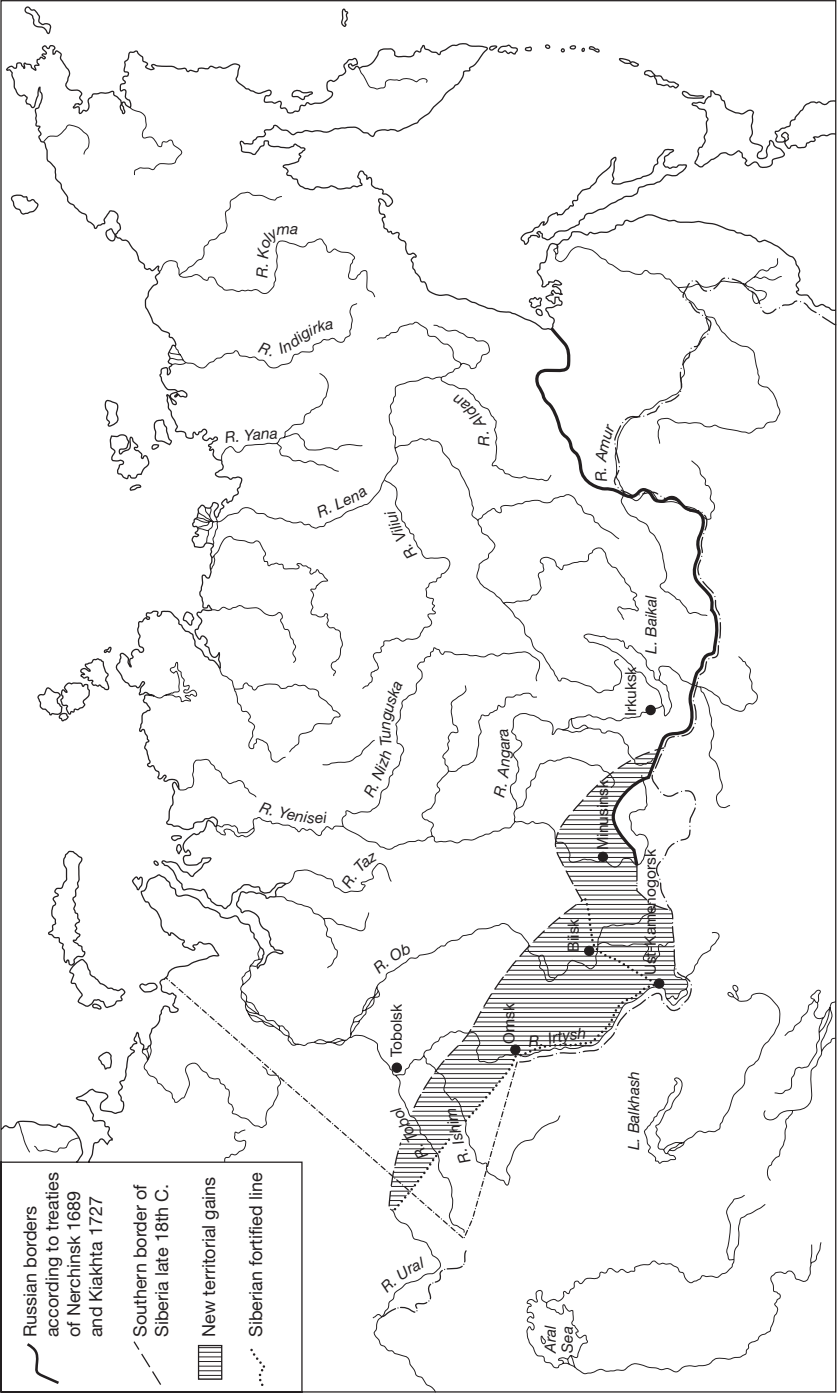 Russian borders
according to treaties
of Nerchinsk 1689
and Kiakhta 1727
Southern border of
Siberia late 18th C.
New territorial gains
Siberian fortified line
R. Kolyma
R. Indigirka
R. Yana
R. Lena
R. Viliui
R. Aldan
R. Amur
L. Baikal
Irkuksk
R. Nizh Tunguska
R. Angara
R. Yenisei
R. Taz
R. Ob
Minusinsk
Biisk
Ust-Kamenogorsk
Tobolsk
Omsk
R. Irtysh
R. Tobol
R. Ishim
R. Ural
L. Balkhash
Aral
Sea